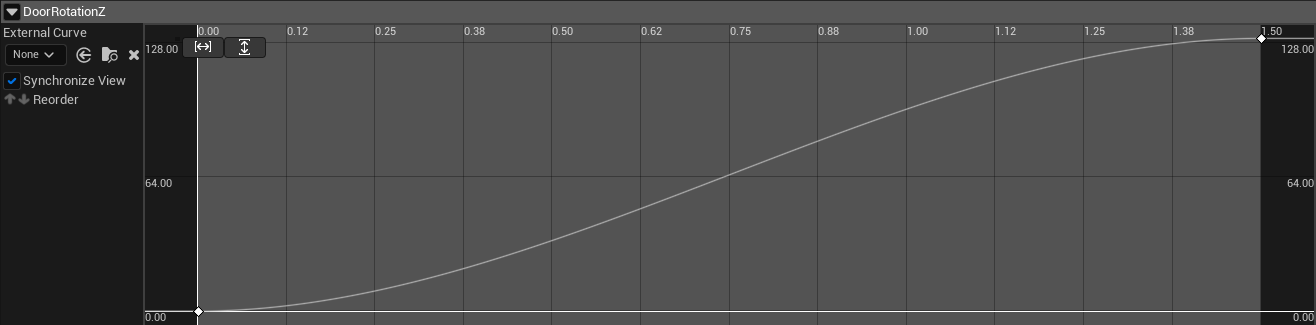 DoorRotationZ
External Curve
None
Synchronize View
Reorder
0.00 0.12 0.25 0.38 0.50 0.62 0.75 0.88 1.00 1.12 1.25 1.38 1.50
128.00 128.00
64.00 64.00
0.00 0.00